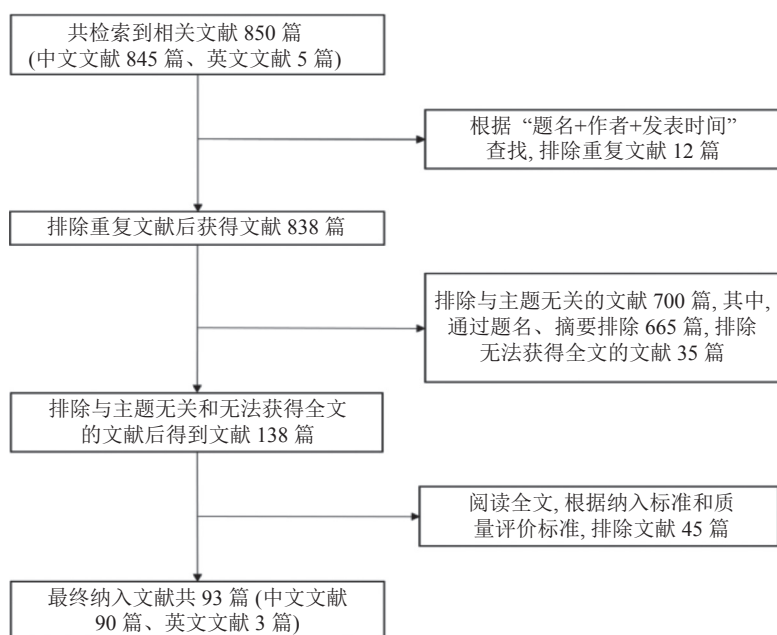 共检索到相关文献 850 篇
(中文文献 845 篇、英文文献 5 篇)
根据 “题名+作者+发表时间”
查找, 排除重复文献 12 篇
排除重复文献后获得文献 838 篇
排除与主题无关的文献 700 篇, 其中,
通过题名、摘要排除 665 篇, 排除
无法获得全文的文献 35 篇
排除与主题无关和无法获得全文
的文献后得到文献 138 篇
阅读全文, 根据纳入标准和质
量评价标准, 排除文献 45 篇
最终纳入文献共 93 篇 (中文文献
90 篇、英文文献 3 篇)